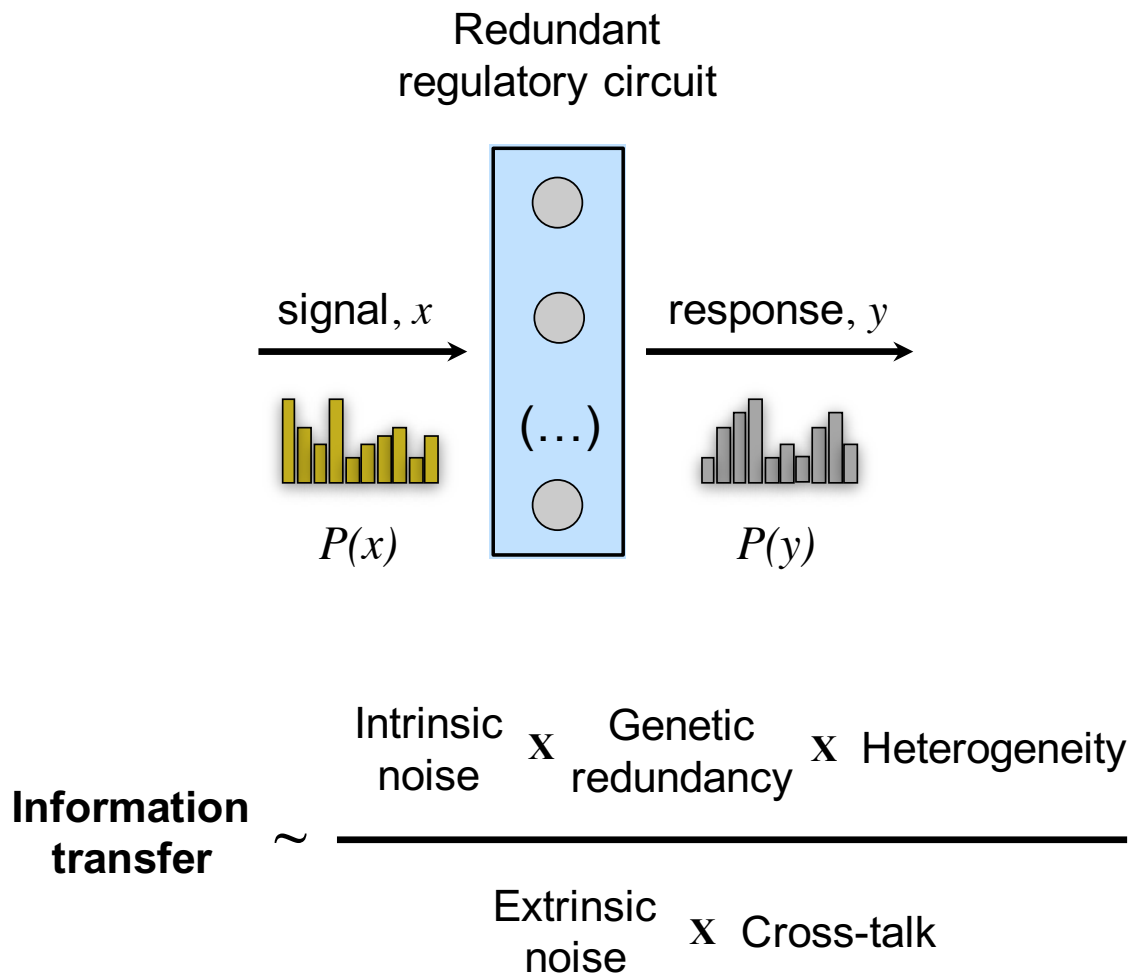 Redundant
regulatory circuit
signal, x
response, y
(...)
P(x)
P(y)
Information
transfer
~
Intrinsic
noise
x
Genetic
redundancy
x
Heterogeneity
Extrinsic
noise
x
Cross-talk